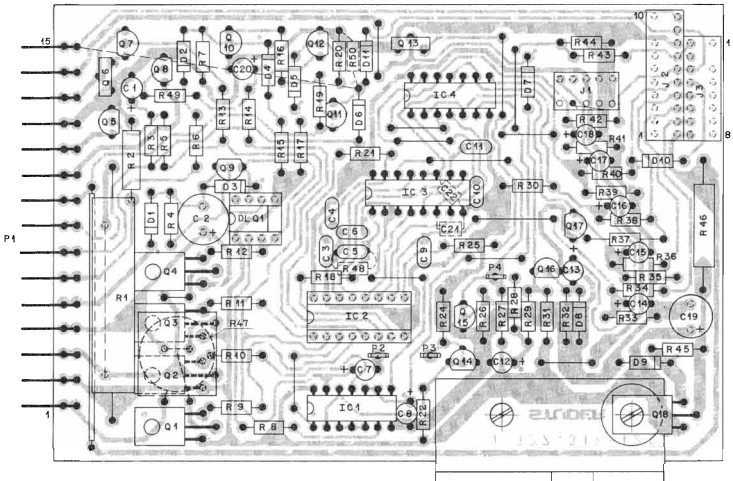 15
Q7
Q8
Q6
C1
Q5
R2
R3
R5
R49
D2
R7
Q10
C20
D4
R16
D5
R6
R13
R14
Q12
R20
R50
D11
R19
Q11
D6
R15
R17
R21
Q13
IC4
D7
R44
R43
J1
R42
C18
R41
C17
R40
10
1
J2
J3
1
8
D10
Q9
D3
D1
R4
C2
DLQ1
C4
C6
C3
C5
R48
R18
IC3
C22
C10
C11
C21
C9
R25
R30
R39
C16
R38
Q17
R37
C15
R36
R35
R34
C14
R33
R46
C19
P1
R12
Q4
R1
R11
Q3
R47
R10
Q2
R9
Q1
R8
1
IC2
P2
C7
P3
IC1
C8
R22
P4
Q16
C13
R24
Q15
R26
R27
R28
R29
R31
R32
D8
Q14
C12
D9
R45
STUDER
Q18